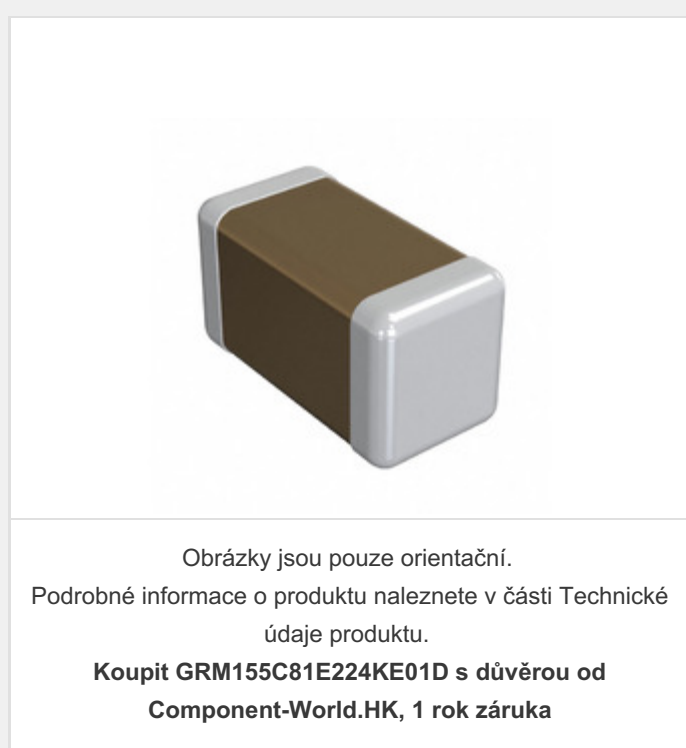 Obrázky jsou pouze orientační.
Podrobné informace o produktu naleznete v části Technické
údaje produktu.
Koupit GRM155C81E224KE01D s důvěrou od
Component-World.HK, 1 rok záruka